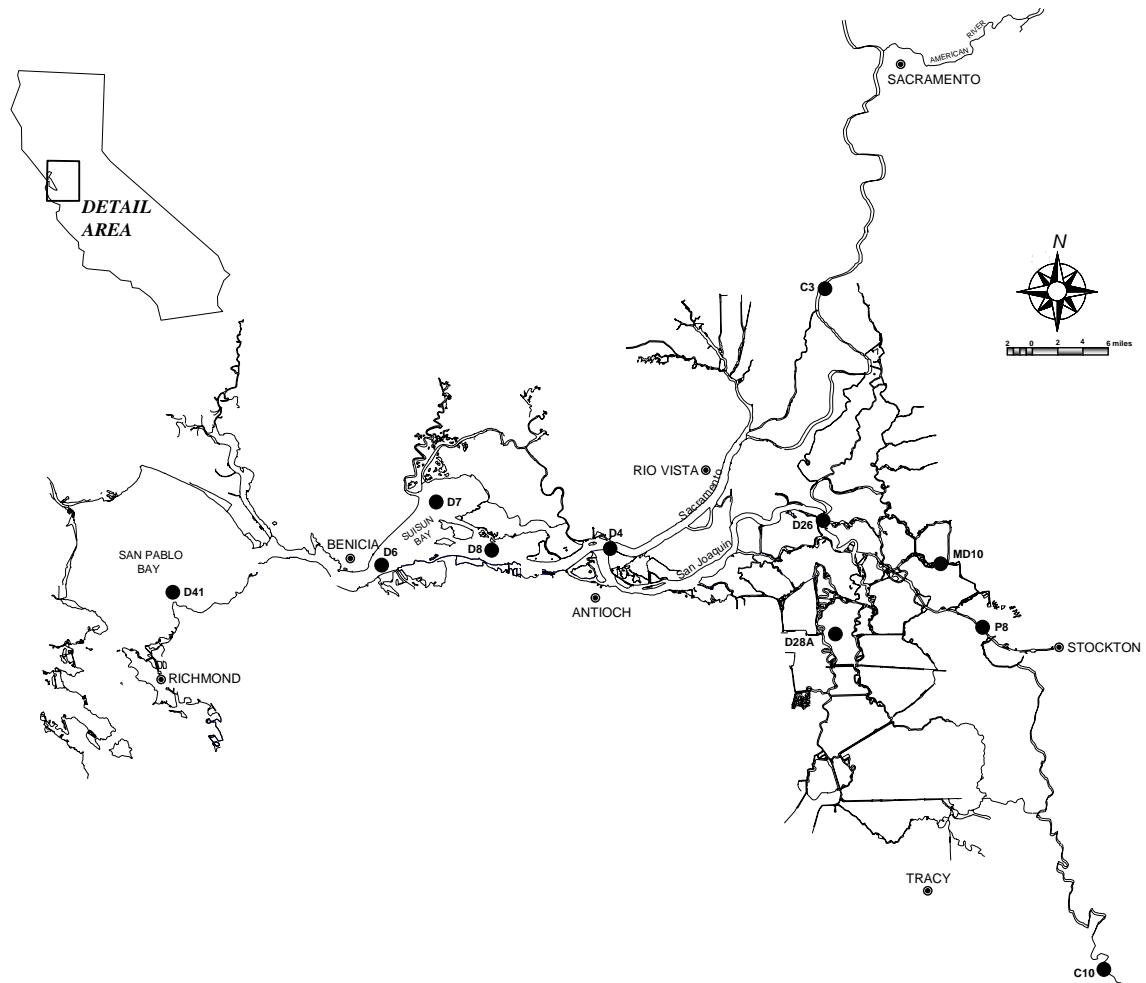 RIVER
AMERICAN
SACRAMENTO
DETAIL
AREA
N
C3
2 0 2 4 6 miles
RIO VISTA
Sacramento
D7
SUISUN
BAY
D26
D4
BENICIA
D8
D6
San Joaquin
SAN PABLO
BAY
MD10
D41
ANTIOCH
P8
D28A
STOCKTON
RICHMOND
TRACY
C10